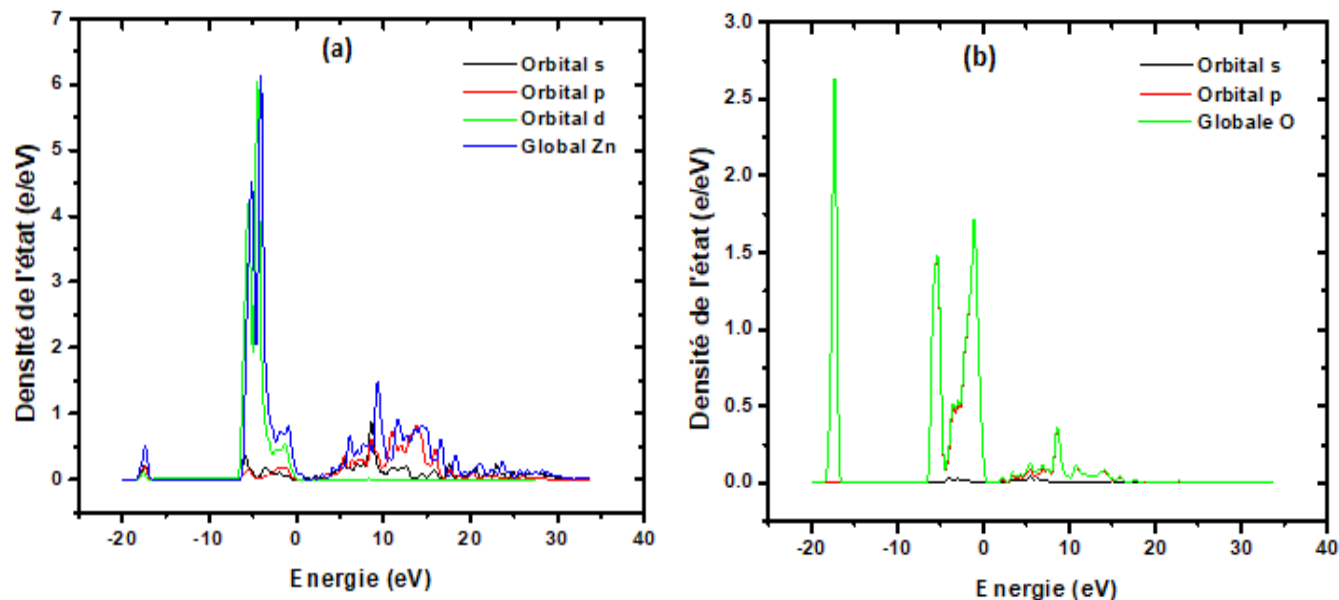 (a)
Orbital s
Orbital p
Orbital d
Global Zn
7
6
5
4
3
2
1
0
-20
-10
0
10
20
30
40
Densité de l'état (e/eV)
Energie (eV)
(b)
Orbital s
Orbital p
Globale O
3.0
2.5
2.0
1.5
1.0
0.5
0.0
-20
-10
0
10
20
30
40
Densité de l'état (e/eV)
Energie (eV)